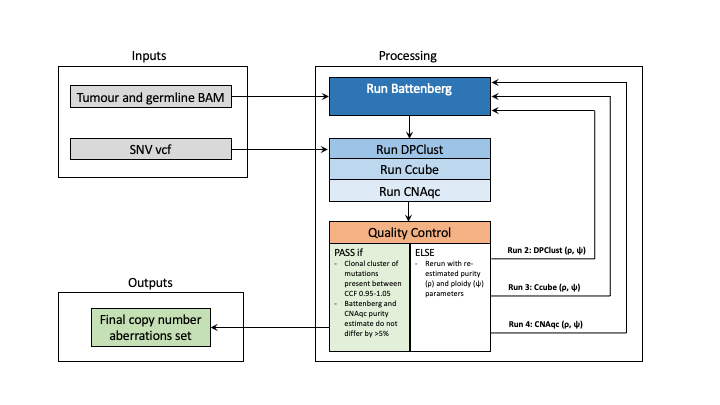 Inputs
Processing
Tumour and germline BAM
Run Battenberg
SNV vcf
Run DPClust
Run Ccube
Run CNAqc
Quality Control
PASS if
- Clonal cluster of
mutations
present between
CCF 0.95-1.05
- Battenberg and
CNAqc purity
estimate do not
differ by >5%
ELSE
- Rerun with re-
estimated purity
(ρ) and ploidy (ψ)
parameters
Run 2: DPClust (ρ, ψ)
Run 3: Ccube (ρ, ψ)
Run 4: CNAqc (ρ, ψ)
Outputs
Final copy number
aberrations set